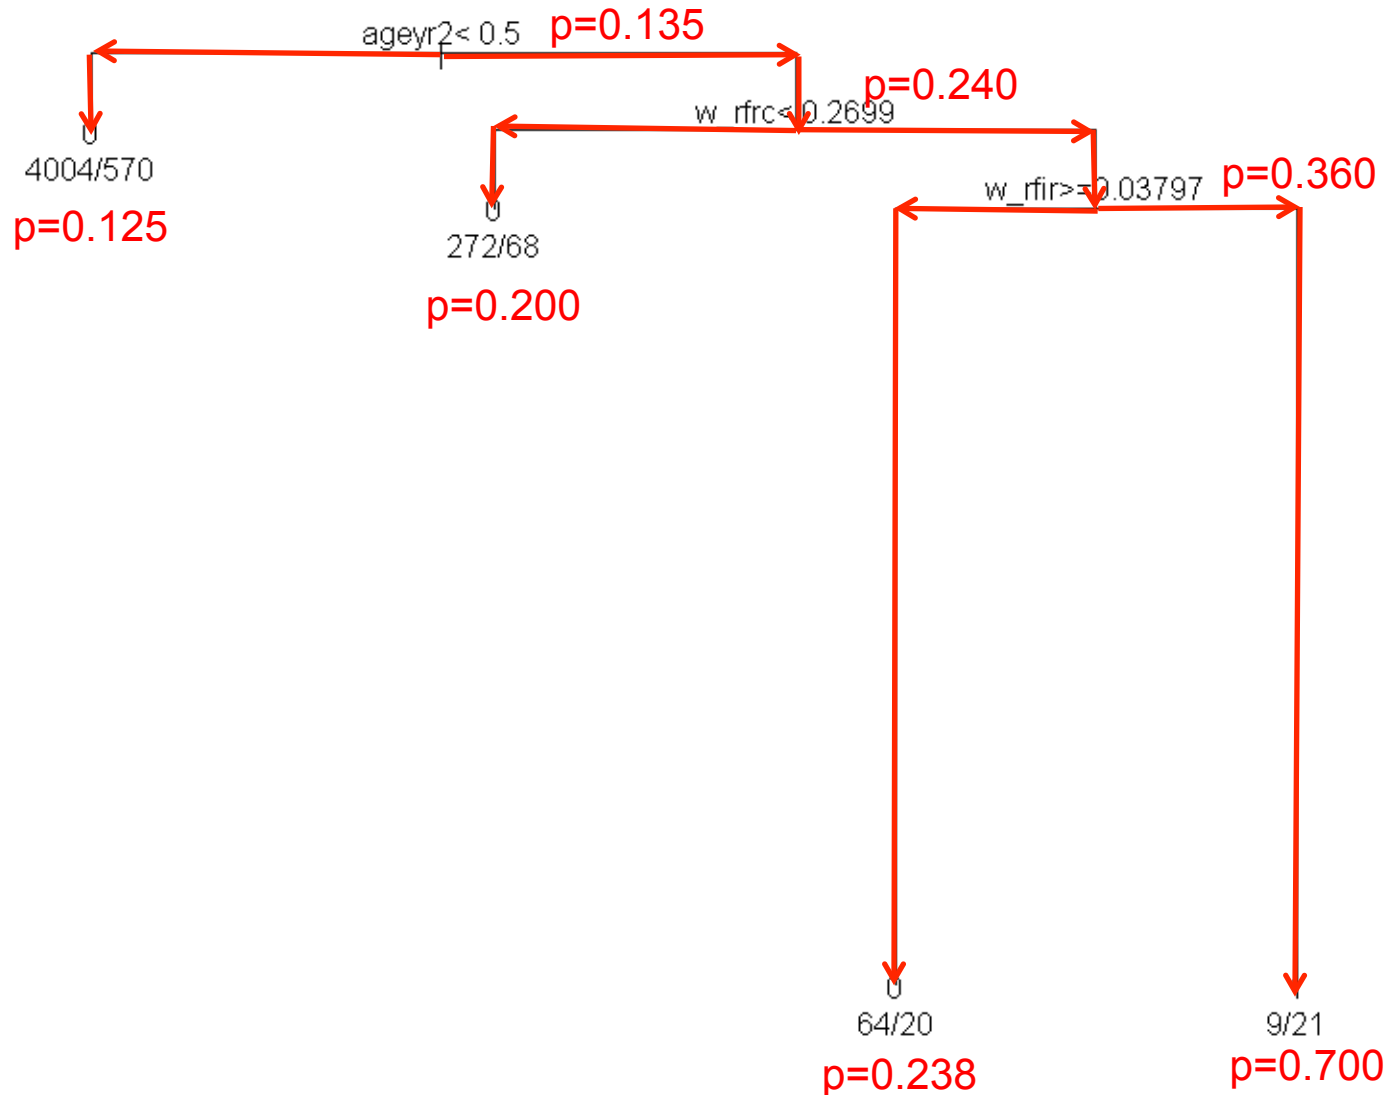 ageyr2< 0.5
p=0.135
w_rfrc< 0.2699
p=0.240
0
4004/570
p=0.125
w_rfir>=0.03797
p=0.360
0
272/68
p=0.200
0
64/20
p=0.238
9/21
p=0.700